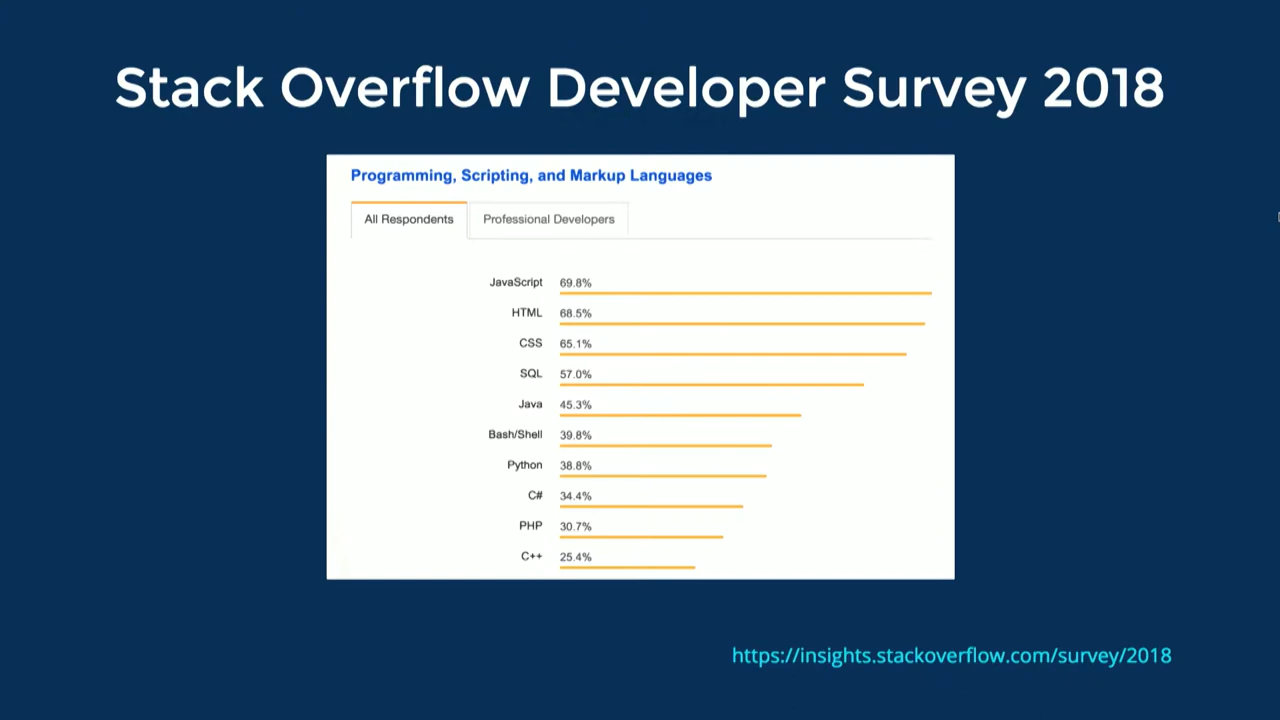 Stack Overflow Developer Survey 2018
Programming, Scripting, and Markup Languages
All Respondents Professional Developers
JavaScript 69.8%
HTML 68.5%
CSS 65.1%
SQL 57.0%
Java 45.3%
Bash/Shell 39.8%
Python 38.8%
C# 34.4%
PHP 30.7%
C++ 25.4%
https://insights.stackoverflow.com/survey/2018